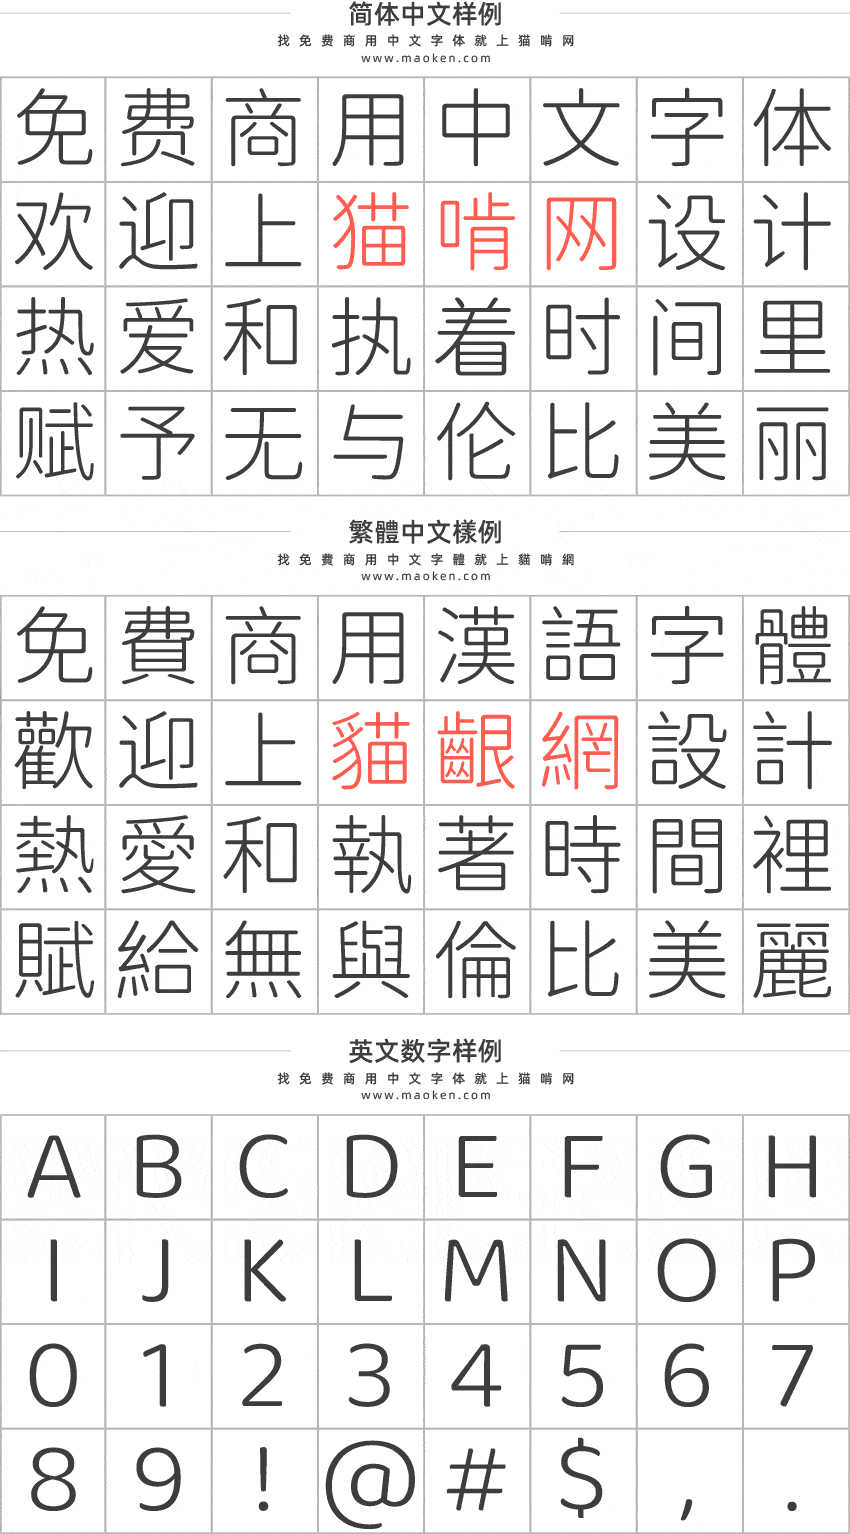 简体中文样例
找免费商用中文字体就上猫啃网
www.maoken.com
免费商用中文字体
欢迎上猫啃网设计
热爱和执着时间里
赋予无与伦比美丽
繁體中文樣例
找免費商用中文字體就上貓啃網
www.maoken.com
免費商用漢語字體
歡迎上貓齦網設計
熱愛和執著時間裡
賦給無與倫比美麗
英文数字样例
找免费商用中文字体就上猫啃网
www.maoken.com
A B C D E F G H
I J K L M N O P
0 1 2 3 4 5 6 7
8 9 ! @ # $ , .